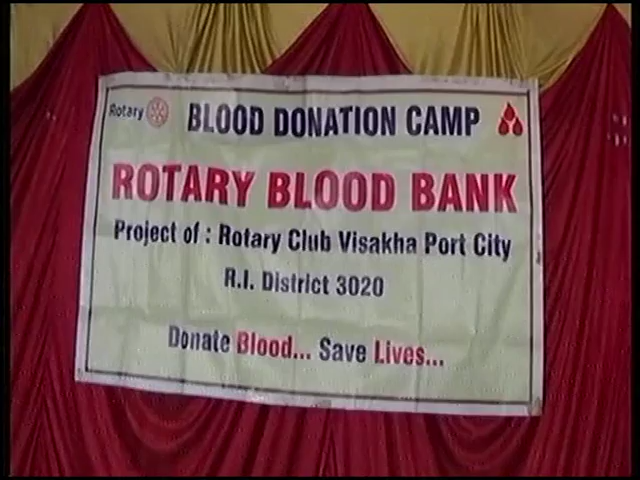 Rotary BLOOD DONATION CAMP
ROTARY BLOOD BANK
Project of : Rotary Club Visakha Port City
R.I. District 3020
Donate Blood... Save Lives...